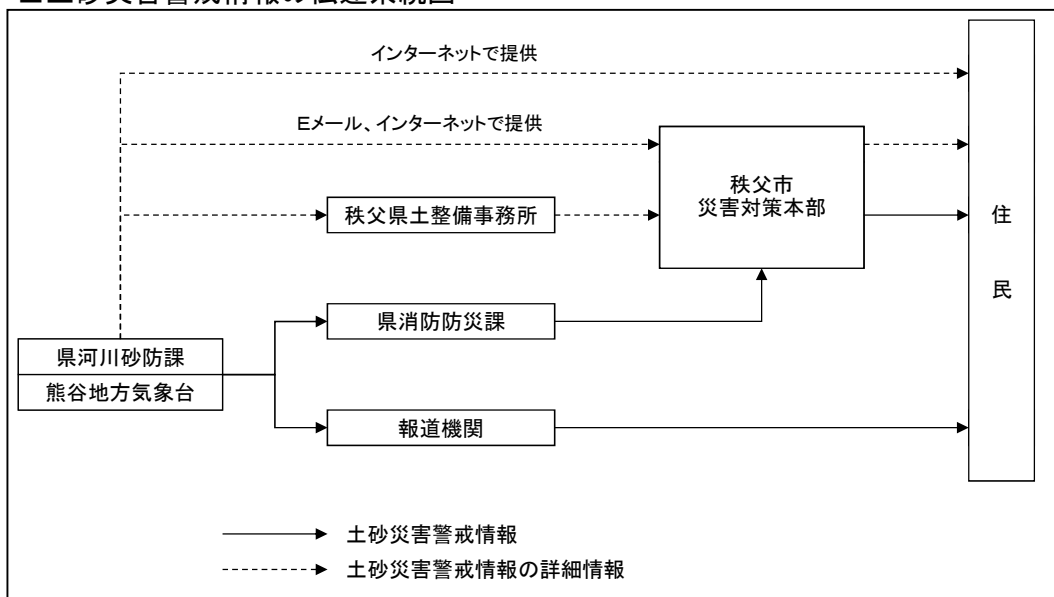 インターネットで提供
Eメール、インターネットで提供
秩父市
災害対策本部
秩父県土整備事務所
住
民
県消防防災課
県河川砂防課
熊谷地方気象台
報道機関
土砂災害警戒情報
土砂災害警戒情報の詳細情報